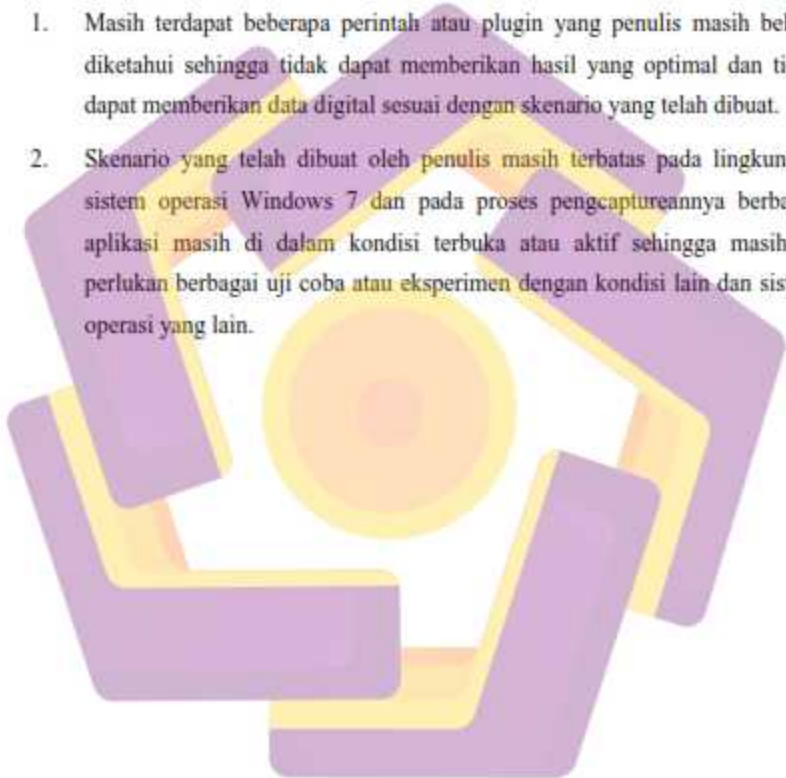 1. Masih terdapat beberapa perintah atau plugin yang penulis masih bel
diketahui sehingga tidak dapat memberikan hasil yang optimal dan ti
dapat memberikan data digital sesuai dengan skenario yang telah dibuat.
2. Skenario yang telah dibuat oleh penulis masih terbatas pada lingkun
sistem operasi Windows 7 dan pada proses pengcaptureannya berba
aplikasi masih di dalam kondisi terbuka atau aktif sehingga masih
perlukan berbagai uji coba atau eksperimen dengan kondisi lain dan sis
operasi yang lain.